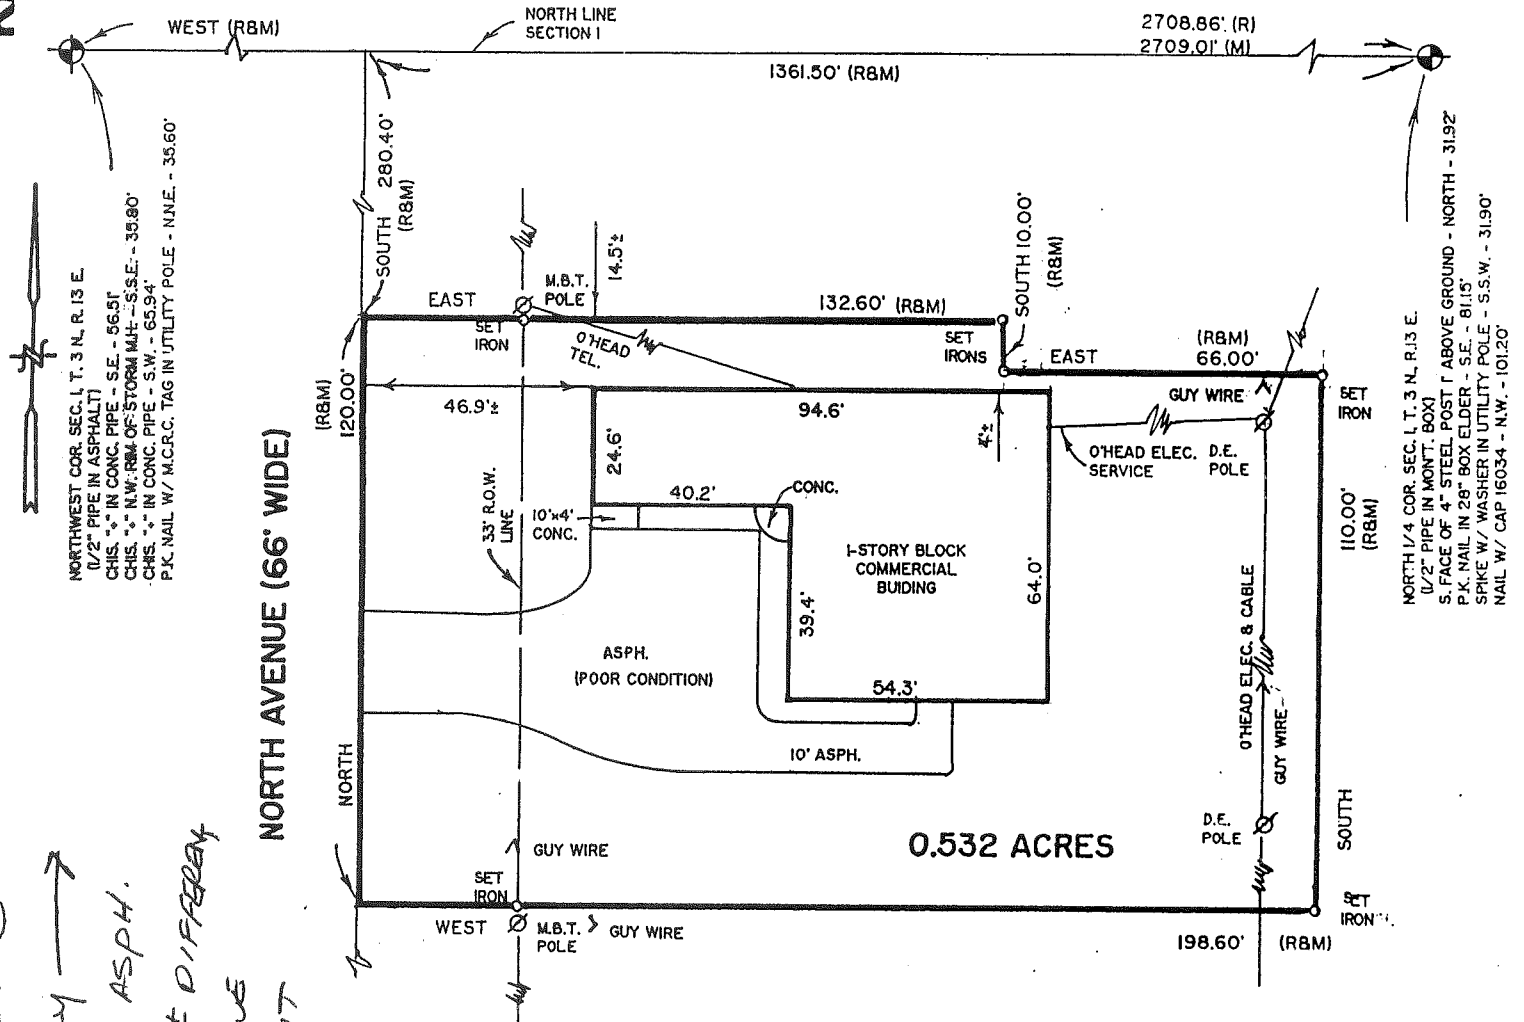 WEST (R&M)
NORTH LINE
SECTION 1
2708.86' (R)
2709.01' (M)
1361.50' (R&M)
NORTHWEST COR. SEC. 1, T. 3 N., R. 13 E.
(1/2" PIPE IN ASPHALT)
CHIS. "+" IN CONC. PIPE - S.E. - 56.51'
CHIS. "+" N.W. RIM OF STORM M.H. - S.S.E. - 35.80'
CHIS. "+" IN CONC. PIPE - S.W. - 65.94'
P.K. NAIL W/ M.C.R.C. TAG IN UTILITY POLE - N.N.E. - 35.60'
SOUTH 280.40'
(R&M)
14.5'±
SOUTH 10.00'
(R&M)
EAST
M.B.T.
POLE
132.60' (R&M)
SET
IRON
O'HEAD
TEL.
SET
IRONS
EAST
(R&M)
66.00'
GUY WIRE
SET
IRON
(R&M)
120.00'
46.9'±
94.6'
4'±
24.6'
O'HEAD ELEC.
SERVICE
D.E.
POLE
40.2'
CONC.
10'x4'
CONC.
33' R.O.W.
LINE
1-STORY BLOCK
COMMERCIAL
BUIDING
64.0'
39.4'
110.00'
(R&M)
NORTH AVENUE (66' WIDE)
ASPH.
(POOR CONDITION)
54.3'
O'HEAD ELEC. & CABLE
GUY WIRE
10' ASPH.
NORTH
GUY WIRE
0.532 ACRES
D.E.
POLE
SOUTH
SET
IRON
SET
IRON
WEST
M.B.T.
POLE
GUY WIRE
198.60' (R&M)
NORTH 1/4 COR. SEC. 1, T. 3 N., R.13 E.
(1/2" PIPE IN MON'T. BOX)
S. FACE OF 4" STEEL POST 1' ABOVE GROUND - NORTH - 31.92'
P.K. NAIL IN 28" BOX ELDER - S.E. - 81.15'
SPIKE W/ WASHER IN UTILITY POLE - S.S.W. - 31.90'
NAIL W/ CAP 16034 - N.W. - 101.20'
ASPH.